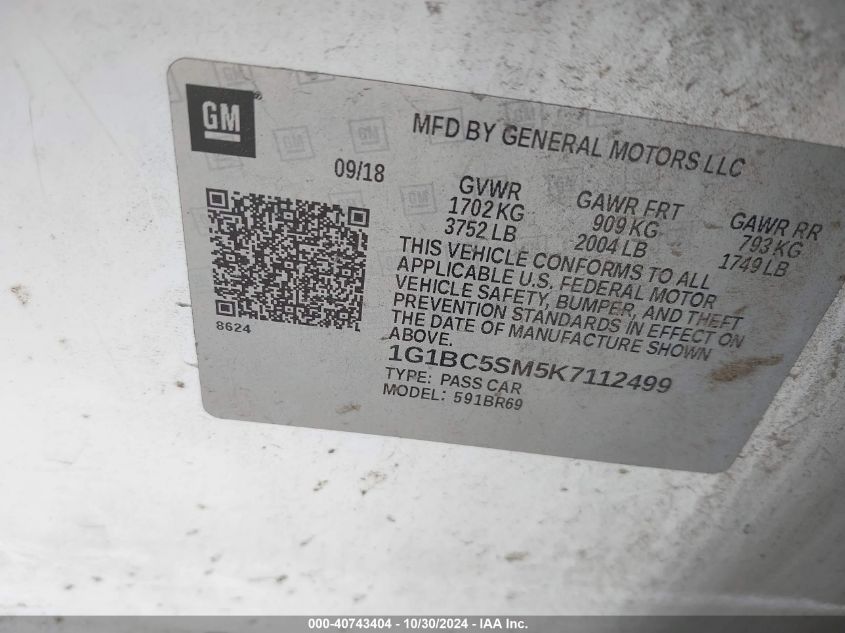 GM®
MFD BY GENERAL MOTORS LLC
09/18
GVWR GAWR FRT GAWR RR
1702 KG 909 KG 793 KG
3752 LB 2004 LB 1749 LB
THIS VEHICLE CONFORMS TO ALL
APPLICABLE U.S. FEDERAL MOTOR
VEHICLE SAFETY, BUMPER, AND THEFT
PREVENTION STANDARDS IN EFFECT ON
THE DATE OF MANUFACTURE SHOWN
ABOVE.
8624
1G1BC5SM5K7112499
TYPE: PASS CAR
MODEL: 591BR69
000-40743404 - 10/30/2024 - IAA Inc.